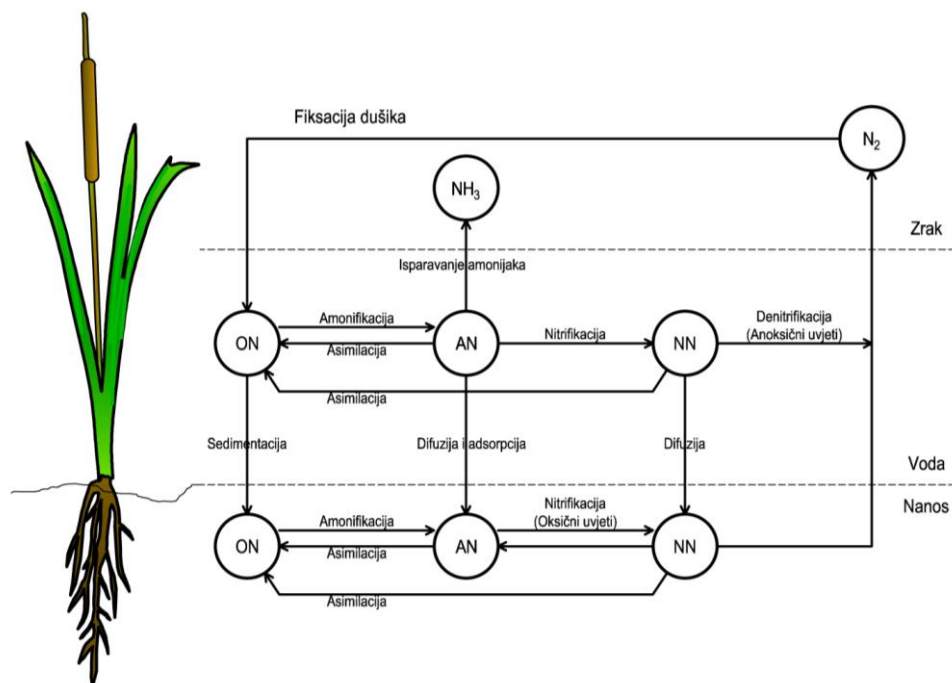 Fiksacija dušika
N₂
NH₃
Zrak
Isparavanje amonijaka
Amonifikacija
Denitrifikacija
(Anoksični uvjeti)
ON
Asimilacija
AN
Nitrifikacija
NN
Asimilacija
Sedimentacija
Difuzija i adsorpcija
Difuzija
Voda
Nanos
Nitrifikacija
(Oksični uvjeti)
Amonifikacija
ON
Asimilacija
AN
NN
Asimilacija